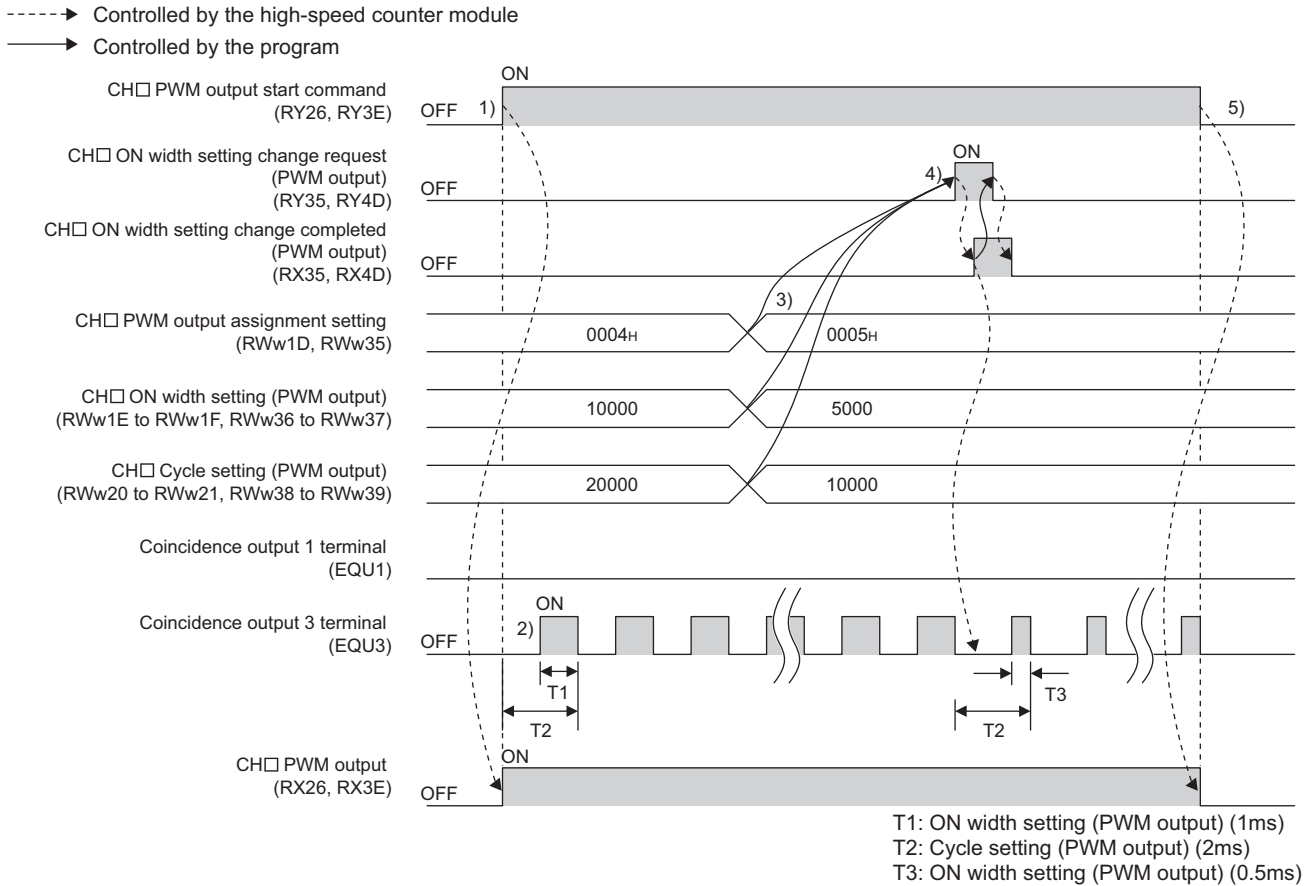 Controlled by the high-speed counter module
Controlled by the program
CH□ PWM output start command
(RY26, RY3E)
ON
OFF
1)
5)
CH□ ON width setting change request
(PWM output)
(RY35, RY4D)
ON
OFF
4)
CH□ ON width setting change completed
(PWM output)
(RX35, RX4D)
OFF
CH□ PWM output assignment setting
(RWw1D, RWw35)
3)
0004H
0005H
CH□ ON width setting (PWM output)
(RWw1E to RWw1F, RWw36 to RWw37)
10000
5000
CH□ Cycle setting (PWM output)
(RWw20 to RWw21, RWw38 to RWw39)
20000
10000
Coincidence output 1 terminal
(EQU1)
Coincidence output 3 terminal
(EQU3)
ON
OFF
2)
T1
T3
T2
T2
CH□ PWM output
(RX26, RX3E)
ON
OFF
T1: ON width setting (PWM output) (1ms)
T2: Cycle setting (PWM output) (2ms)
T3: ON width setting (PWM output) (0.5ms)